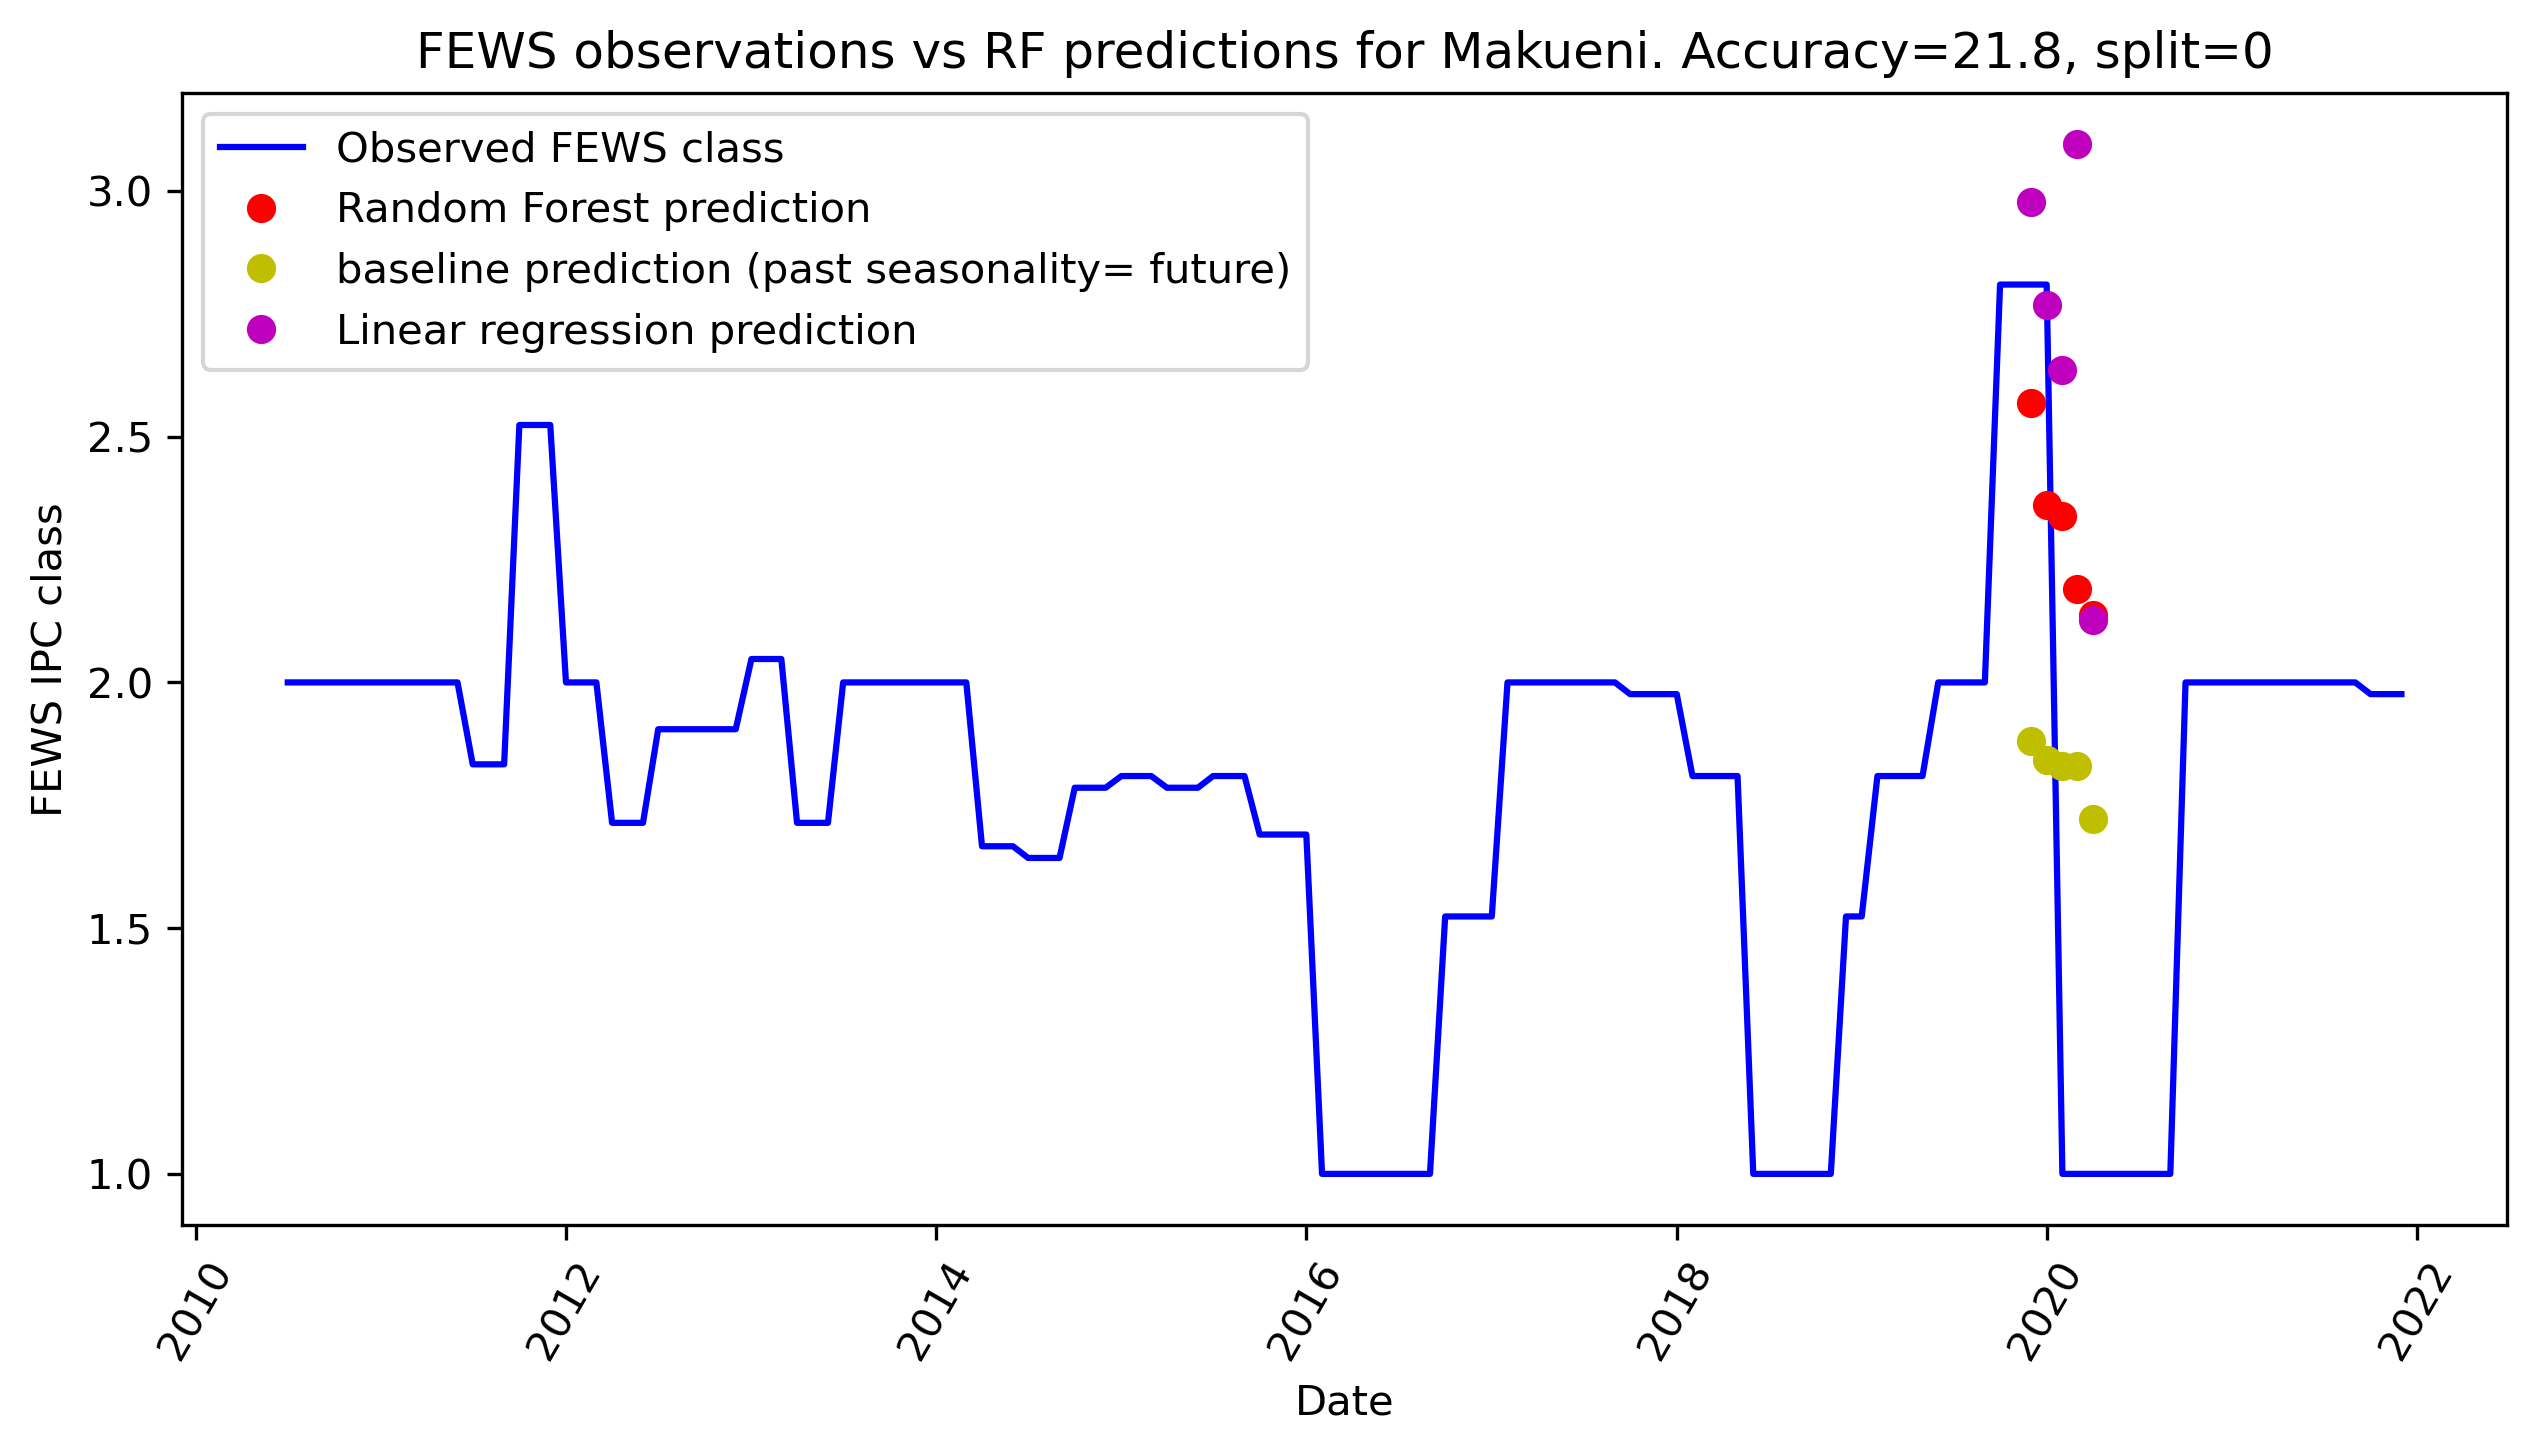 FEWS observations vs RF predictions for Makueni. Accuracy=21.8, split=0
Observed FEWS class
Random Forest prediction
baseline prediction (past seasonality= future)
Linear regression prediction
3.0
2.5
2.0
1.5
1.0
FEWS IPC class
2010
2012
2014
2016
2018
2020
2022
Date